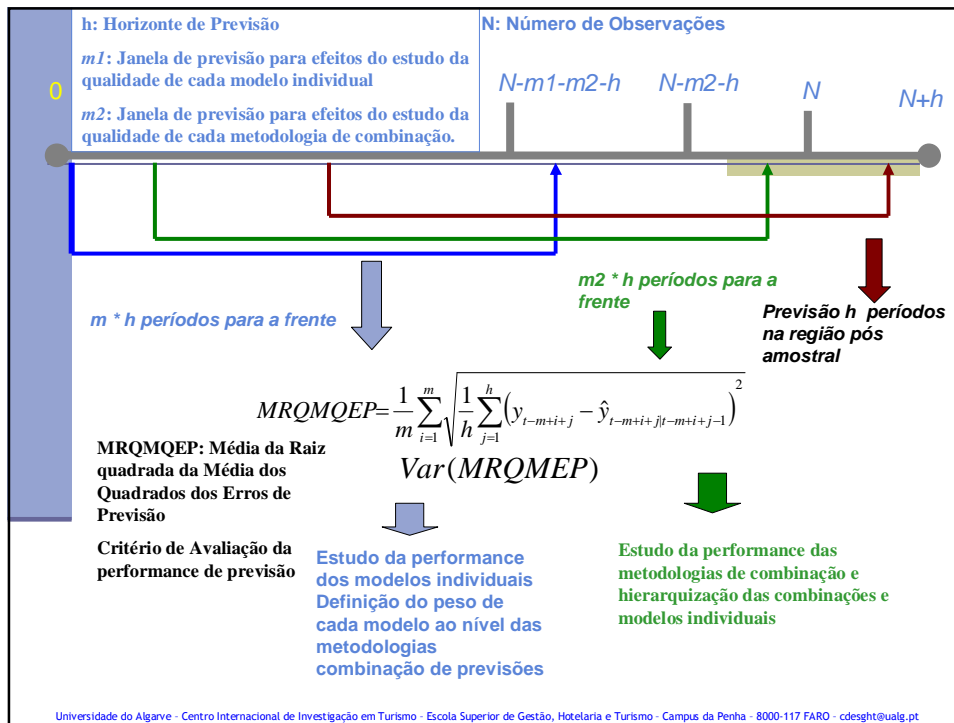 h: Horizonte de Previsão
m1: Janela de previsão para efeitos do estudo da
qualidade de cada modelo individual
m2: Janela de previsão para efeitos do estudo da
qualidade de cada metodologia de combinação.
N: Número de Observações
0
N-m1-m2-h
N-m2-h
N
N+h
m * h períodos para a frente
m2 * h períodos para a
frente
Previsão h períodos
na região pós
amostral
MRQMQEP = \frac{1}{m} \sum_{i=1}^{m} \sqrt{\frac{1}{h} \sum_{j=1}^{h} (y_{t-m+i+j} - \hat{y}_{t-m+i+j|t-m+i+j-1})^2}
Var(MRQMEP)
MRQMQEP: Média da Raiz
quadrada da Média dos
Quadrados dos Erros de
Previsão
Critério de Avaliação da
performance de previsão
Estudo da performance
dos modelos individuais
Definição do peso de
cada modelo ao nível das
metodologias
combinação de previsões
Estudo da performance das
metodologias de combinação e
hierarquização das combinações e
modelos individuais
Universidade do Algarve - Centro Internacional de Investigação em Turismo - Escola Superior de Gestão, Hotelaria e Turismo - Campus da Penha - 8000-117 FARO - cdesght@ualg.pt